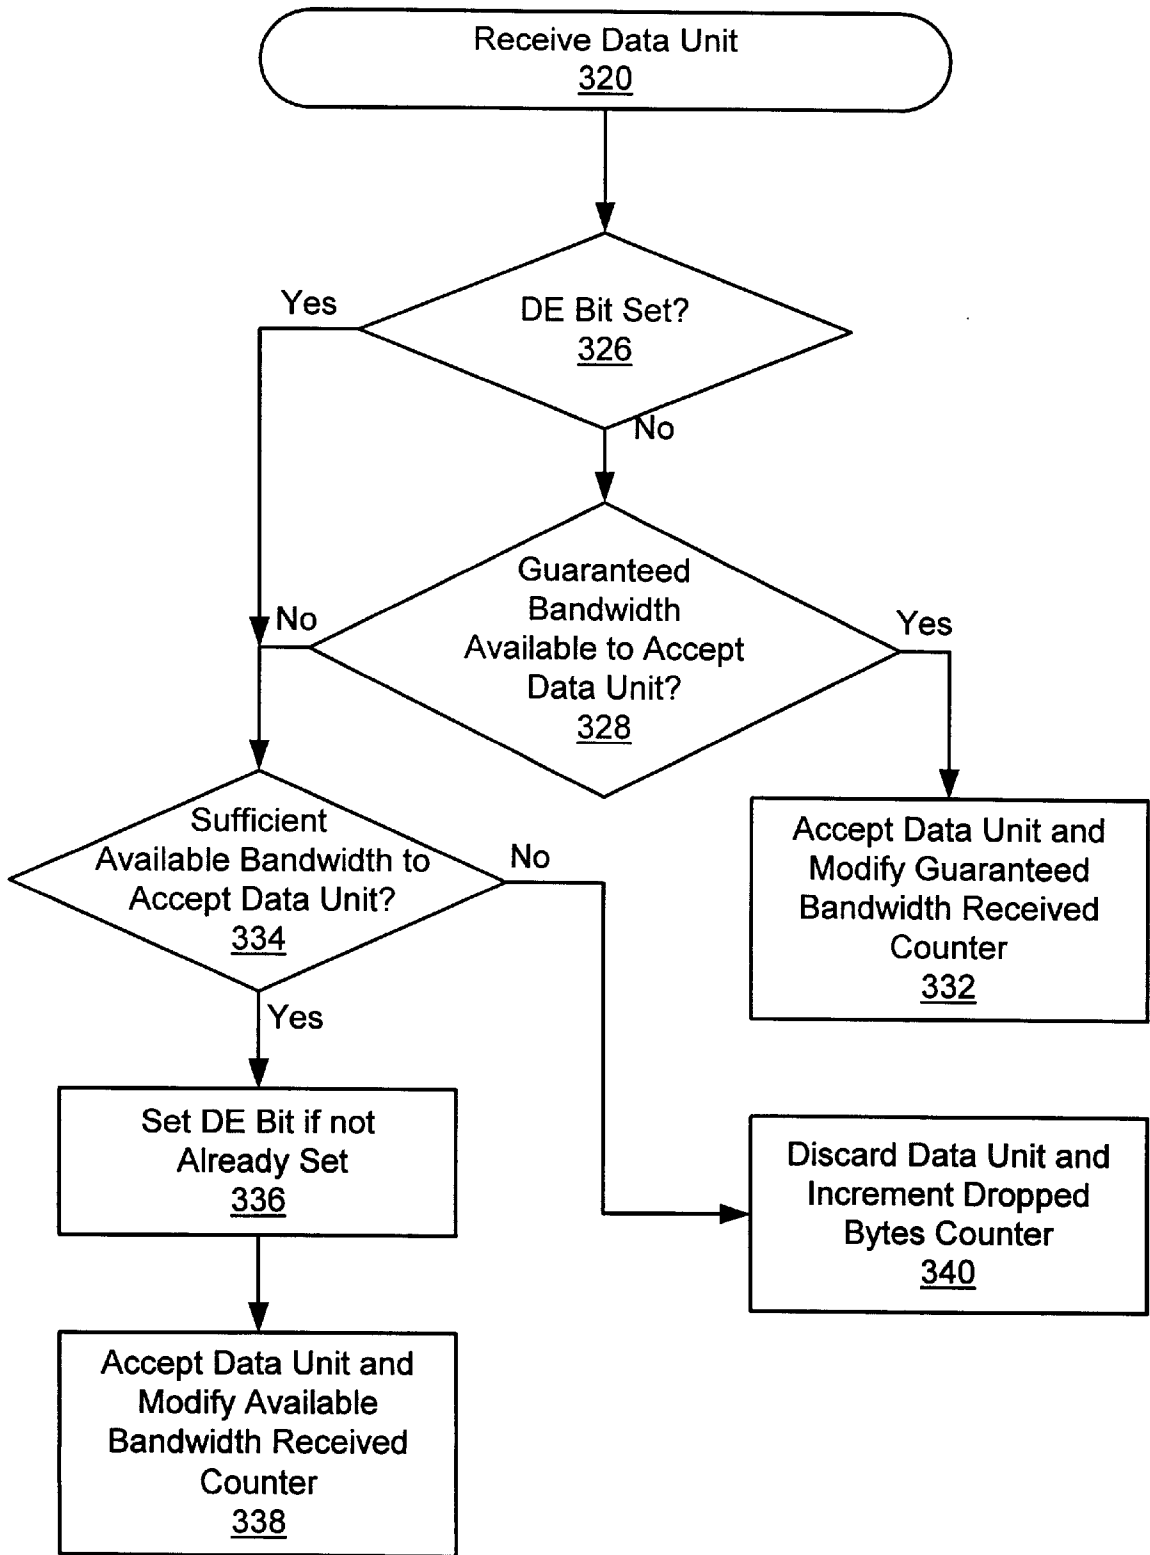 Receive Data Unit
320
Yes
DE Bit Set?
326
No
Guaranteed
Bandwidth
Available to Accept
Data Unit?
328
No
Yes
Sufficient
Available Bandwidth to
Accept Data Unit?
334
No
Accept Data Unit and
Modify Guaranteed
Bandwidth Received
Counter
332
Yes
Set DE Bit if not
Already Set
336
Discard Data Unit and
Increment Dropped
Bytes Counter
340
Accept Data Unit and
Modify Available
Bandwidth Received
Counter
338